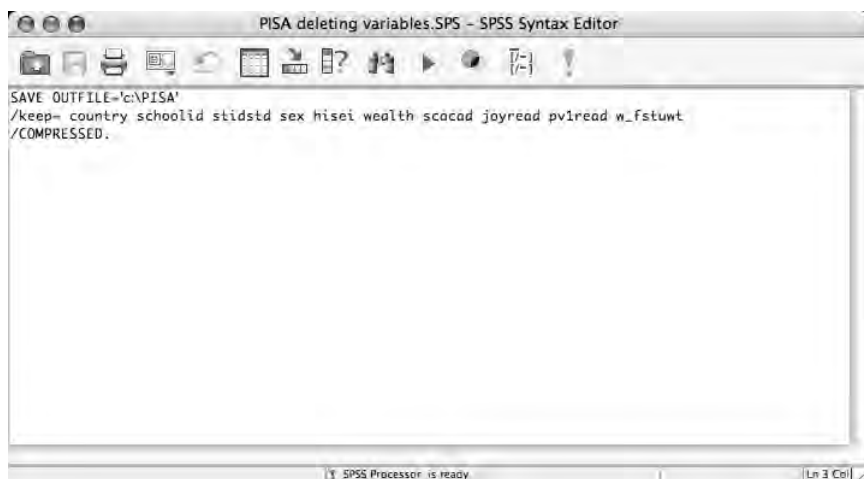 PISA deleting variables.SPS - SPSS Syntax Editor
SAVE OUTFILE='c:\PISA'
/keep= country schoolid stidstd sex hisei wealth scacad joyread pv1read w_fstuwt
/COMPRESSED.
SPSS Processor is ready
Ln 3 Col